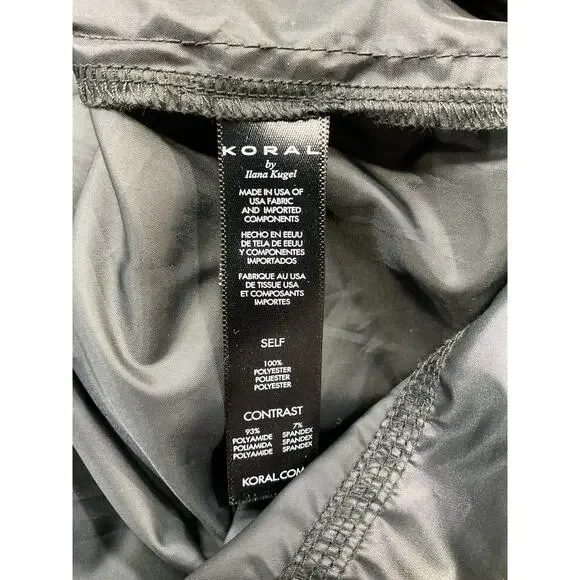 KORAL
by
Ilana Kugel
MADE IN USA OF
USA FABRIC
AND IMPORTED
COMPONENTS
HECHO EN EEUU
DE TELA DE EEUU
Y COMPONENTES
IMPORTADOS
FABRIQUE AU USA
DE TISSUE USA
ET COMPOSANTS
IMPORTES
SELF
100%
POLYESTER
POLIESTER
POLYESTER
CONTRAST
93% 7%
POLYAMIDE SPANDEX
POLIAMIDA SPANDEX
POLYAMIDE SPANDEX
KORAL.COM